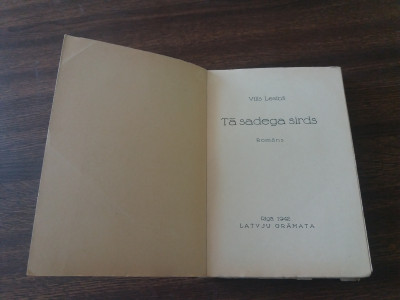 Vilis Lesiņš
Tā sadega sirds
Romāns
Rīgā 1942
LATVJU GRĀMATA